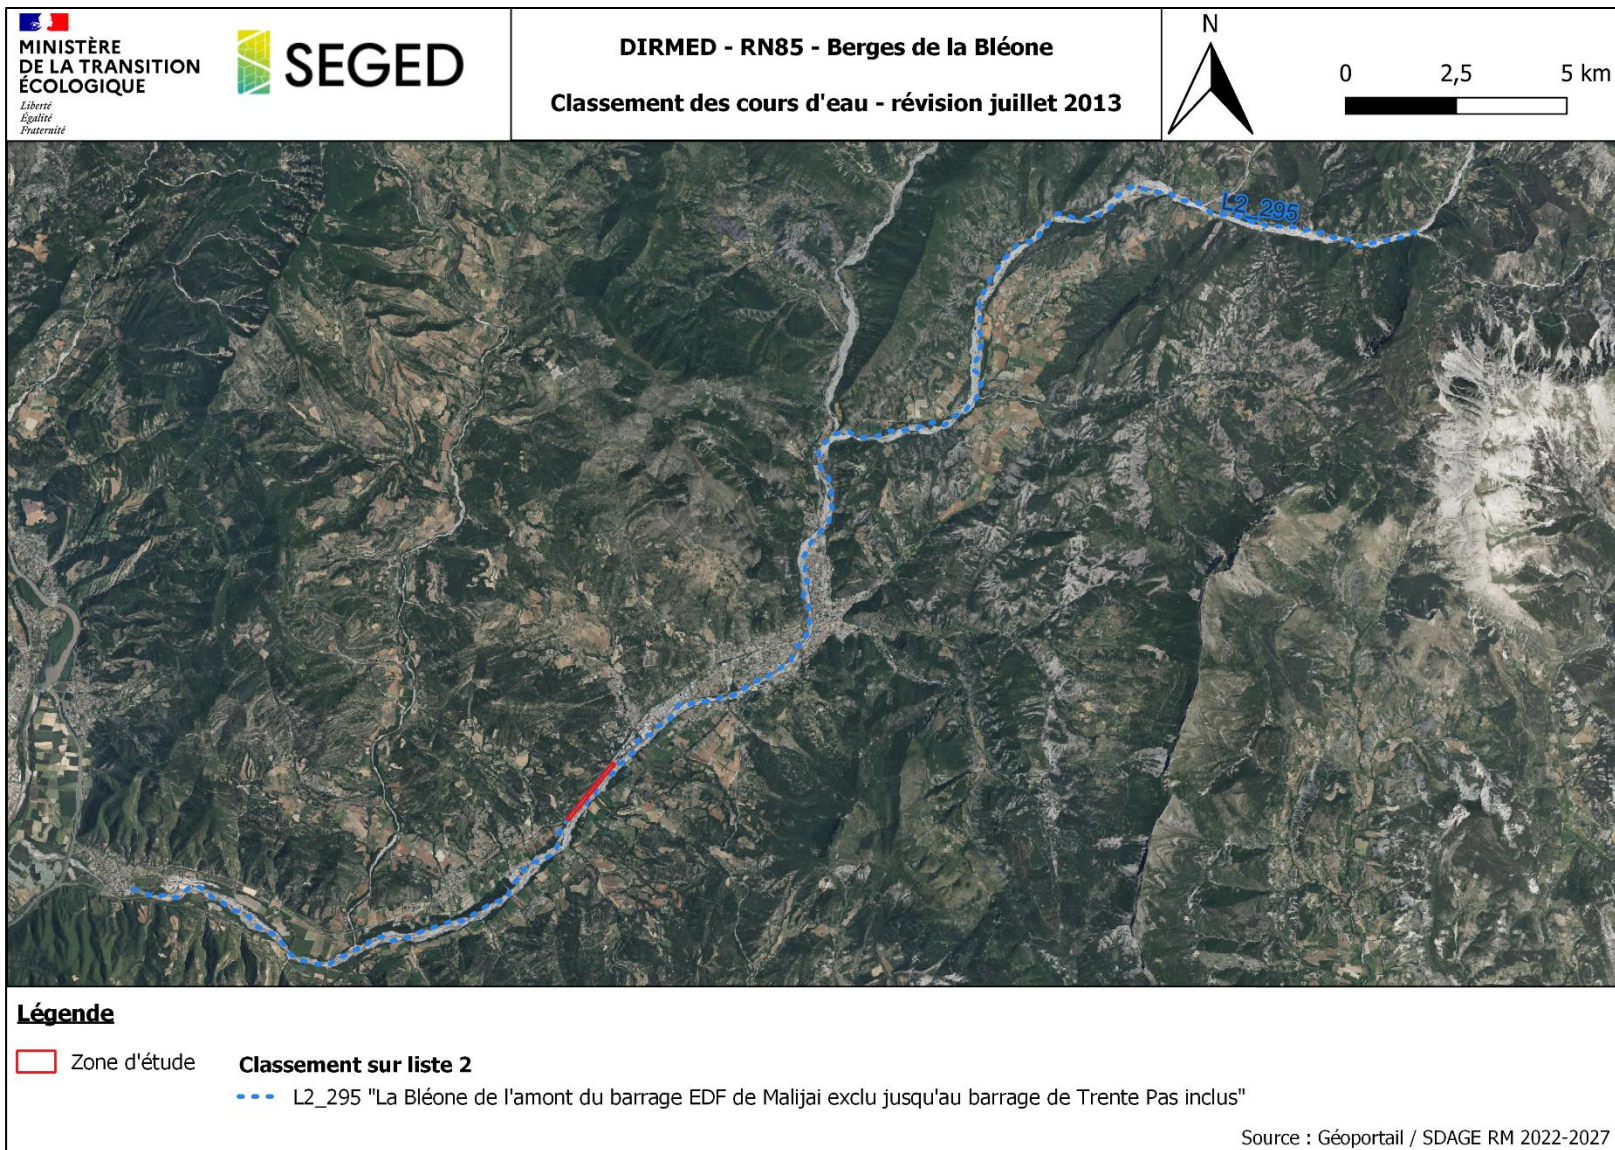 MINISTÈRE
DE LA TRANSITION
ÉCOLOGIQUE
Liberté
Égalité
Fraternité
SEGED
DIRMED - RN85 - Berges de la Bléone
Classement des cours d'eau - révision juillet 2013
N
0 2,5 5 km
L2_295
Légende
Zone d'étude
Classement sur liste 2
L2_295 "La Bléone de l'amont du barrage EDF de Malijai exclu jusqu'au barrage de Trente Pas inclus"
Source : Géoportail / SDAGE RM 2022-2027